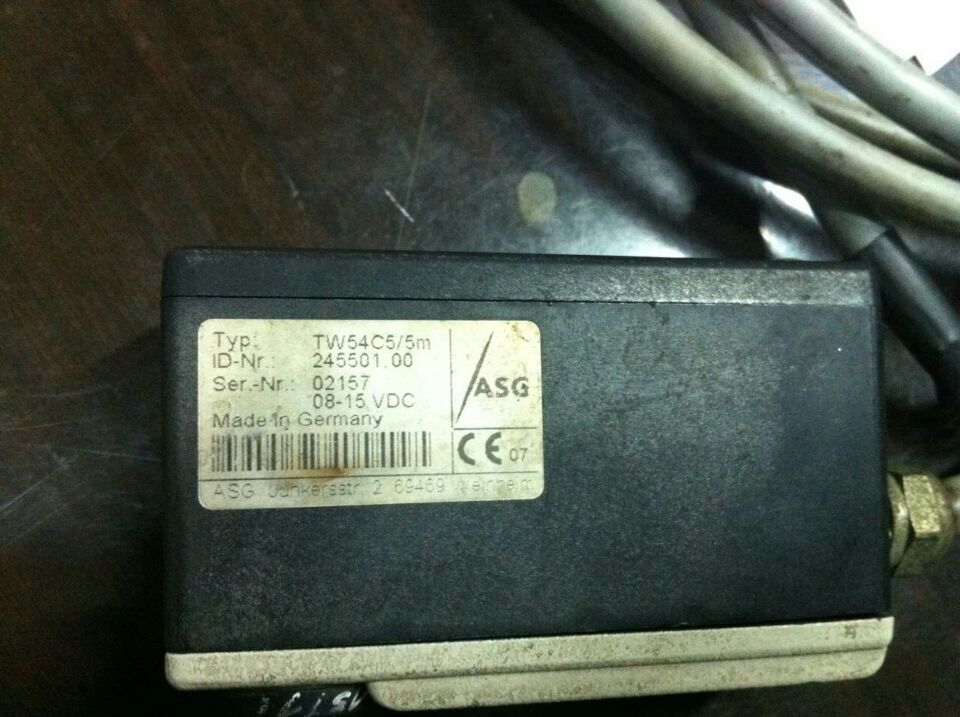 Typ: TW54C5/5m
ID-Nr.: 245501.00
Ser.-Nr.: 02157
08-15 VDC
Made in Germany
ASG
CE 07
ASG Junkersstr. 2 69469 Weinheim